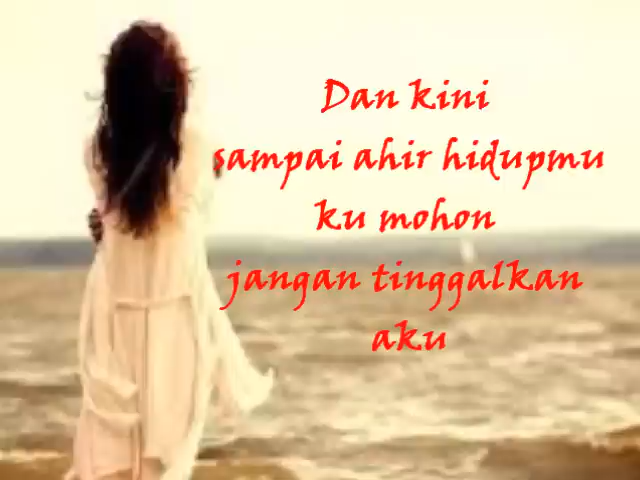 Dan kini
sampai ahir hidupmu
ku mohon
jangan tinggalkan
aku